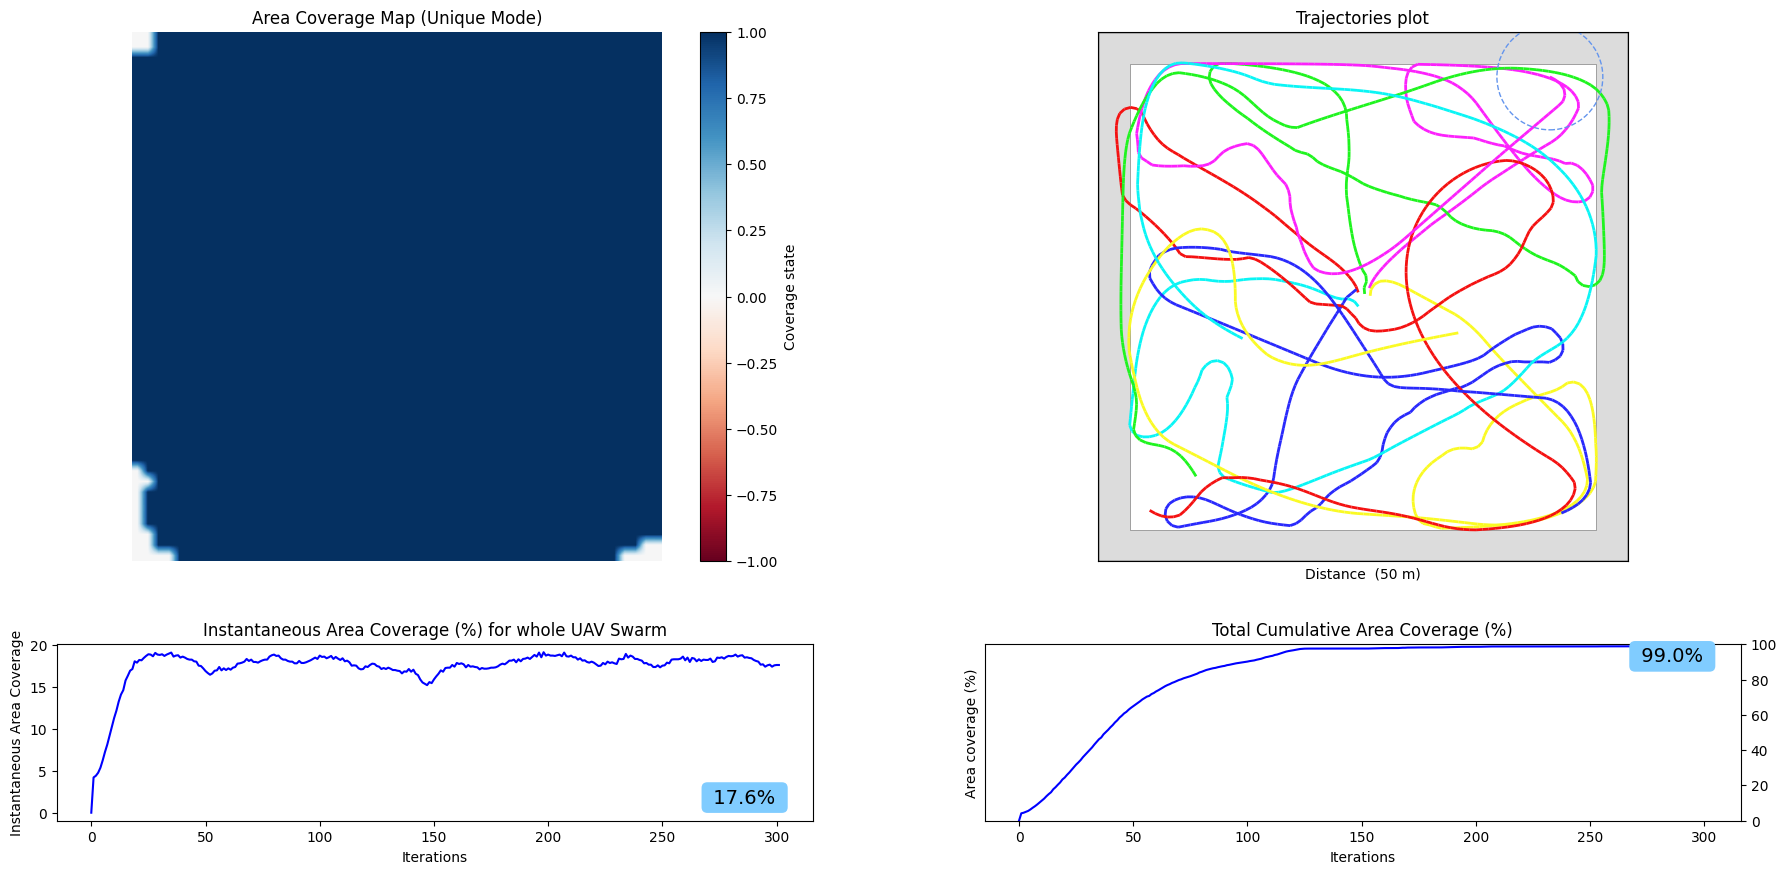 Area Coverage Map (Unique Mode)
1.00
0.75
0.50
0.25
0.00
−0.25
−0.50
−0.75
−1.00
Coverage state
Trajectories plot
Distance  (50 m)
Instantaneous Area Coverage (%) for whole UAV Swarm
Instantaneous Area Coverage
20
15
10
5
0
17.6%
0 50 100 150 200 250 300
Iterations
Total Cumulative Area Coverage (%)
Area coverage (%)
99.0%
100
80
60
40
20
0
0 50 100 150 200 250 300
Iterations